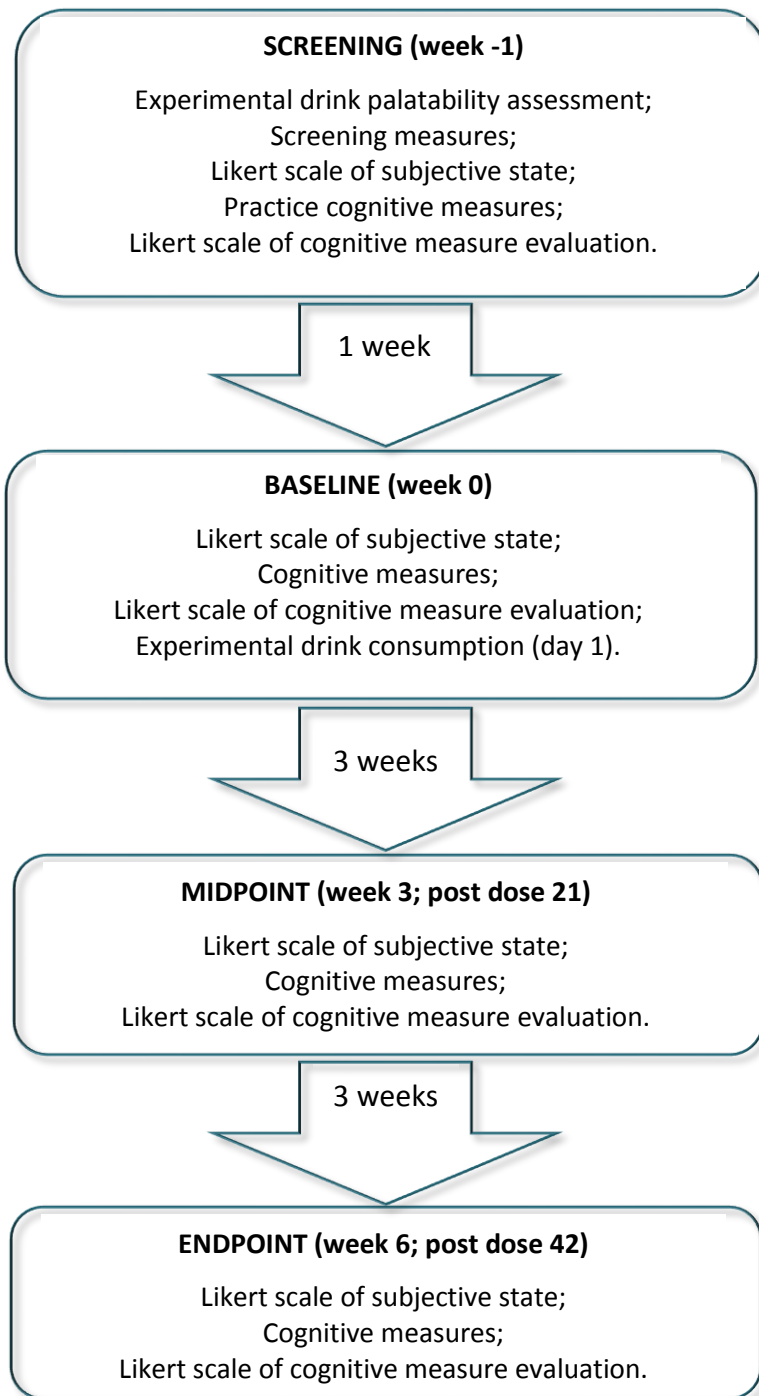 SCREENING (week -1)
Experimental drink palatability assessment;
Screening measures;
Likert scale of subjective state;
Practice cognitive measures;
Likert scale of cognitive measure evaluation.
1 week
BASELINE (week 0)
Likert scale of subjective state;
Cognitive measures;
Likert scale of cognitive measure evaluation;
Experimental drink consumption (day 1).
3 weeks
MIDPOINT (week 3; post dose 21)
Likert scale of subjective state;
Cognitive measures;
Likert scale of cognitive measure evaluation.
3 weeks
ENDPOINT (week 6; post dose 42)
Likert scale of subjective state;
Cognitive measures;
Likert scale of cognitive measure evaluation.